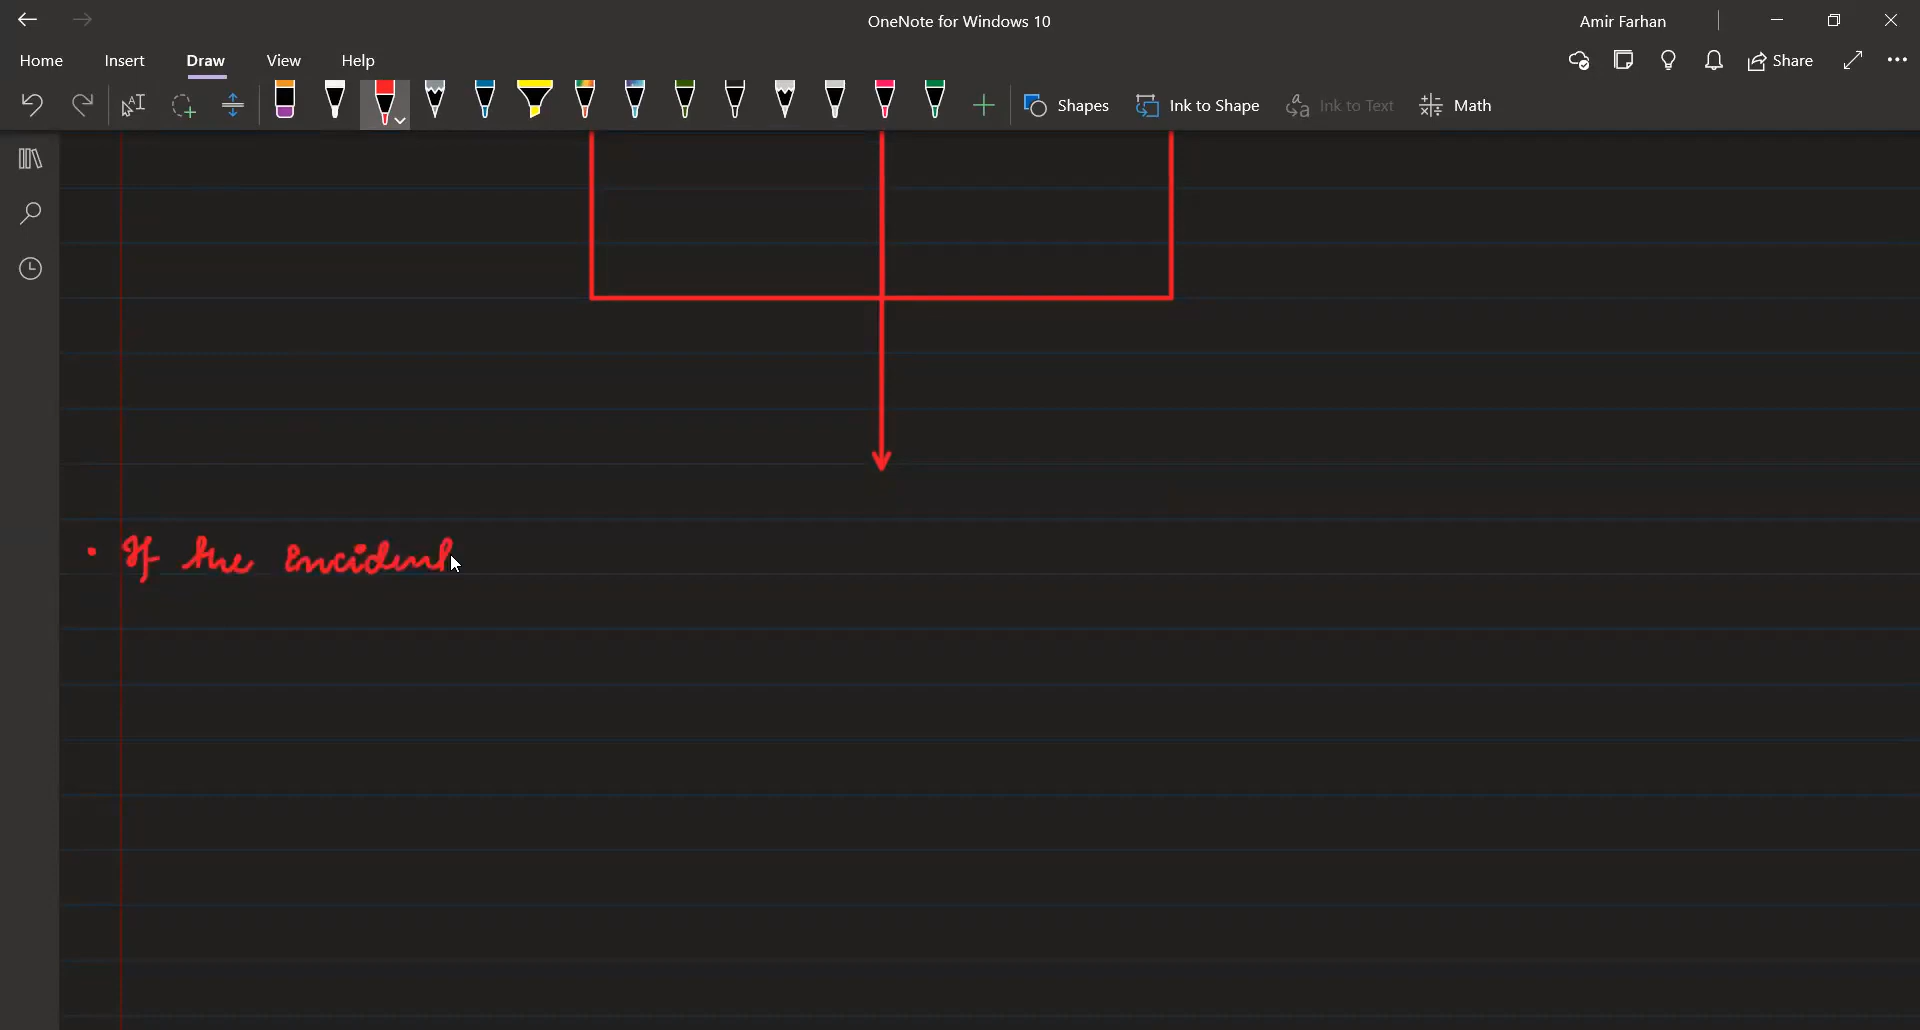 OneNote for Windows 10
Amir Farhan
Home Insert Draw View Help
Share
Shapes Ink to Shape Ink to Text Math
• If the Encident